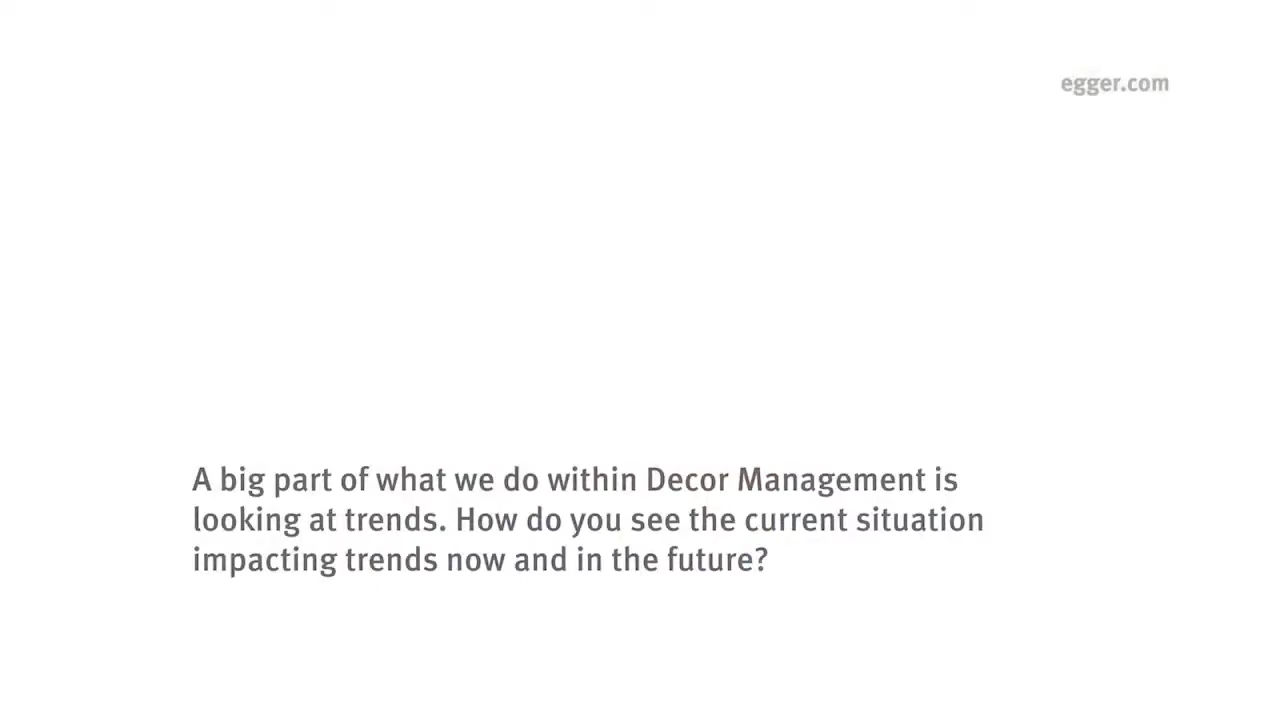 egger.com
A big part of what we do within Decor Management is
looking at trends. How do you see the current situation
impacting trends now and in the future?